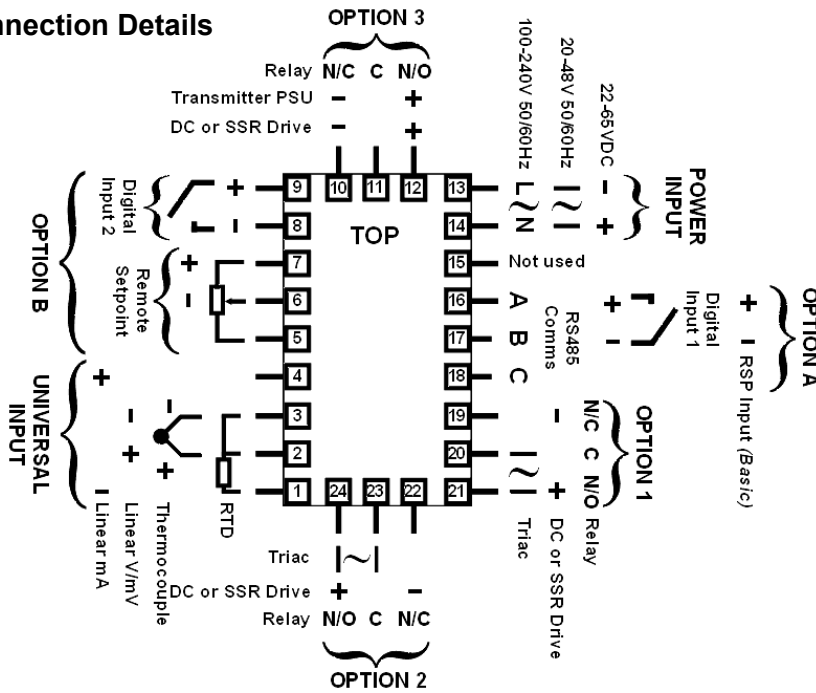 nnection Details
OPTION 3
Relay N/C C N/O
Transmitter PSU - +
DC or SSR Drive - +
100-240V 50/60Hz
20-48V 50/60Hz
22-65VDC
L ~ N
~
- +
POWER INPUT
9
10
11
12
13
8
TOP
14
7
15 Not used
6
16 A
5
17 B
4
18 C
3
19
2
20
1
24
23
22
21
Digital Input 2
+ -
Remote Setpoint
+ -
OPTION B
UNIVERSAL INPUT
RTD
Thermocouple
- +
Linear V/mV
- +
Linear mA
+ -
RS485 Comms
Digital Input 1
+ -
RSP Input (Basic)
+ -
OPTION A
OPTION 1
N/C C N/O Relay
- + DC or SSR Drive
~ Triac
Triac ~
DC or SSR Drive + -
Relay N/O C N/C
OPTION 2